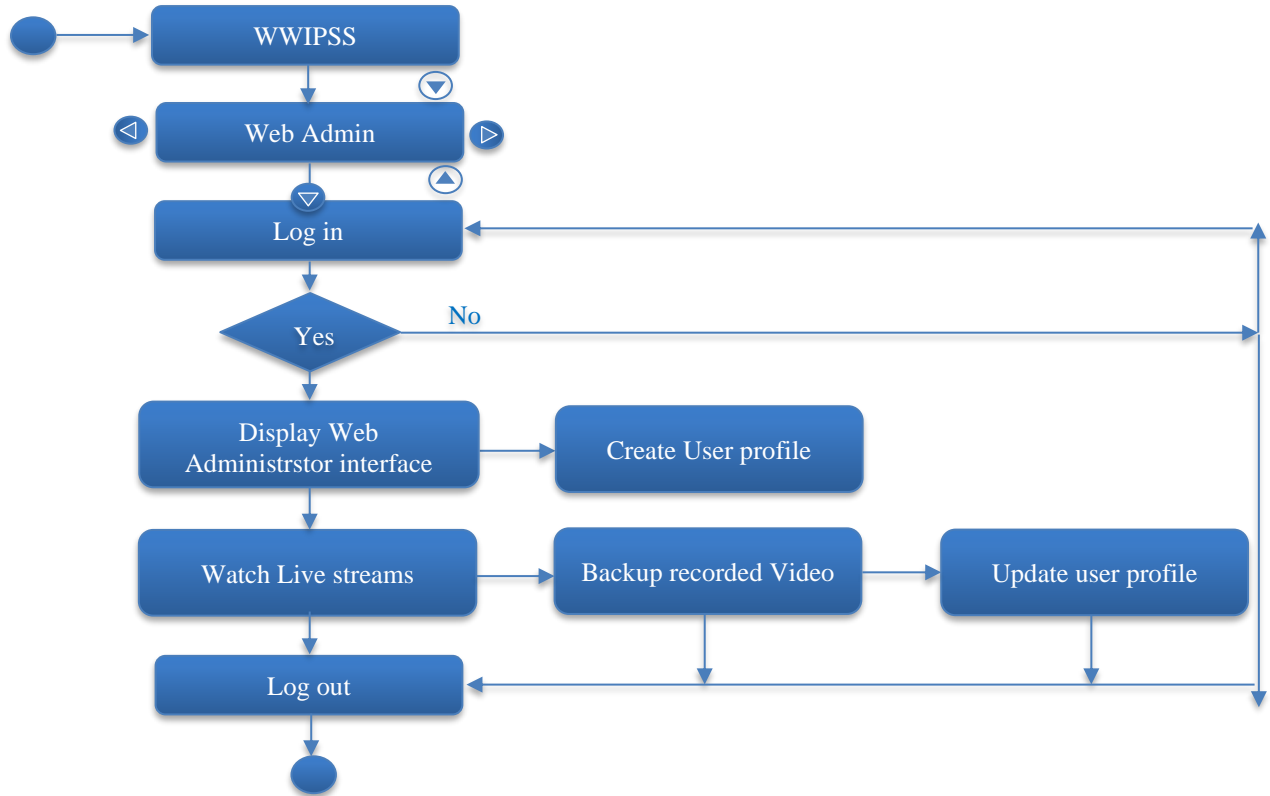 WWIPSS
Web Admin
Log in
No
Yes
Display Web
Administrstor interface
Create User profile
Watch Live streams
Backup recorded Video
Update user profile
Log out